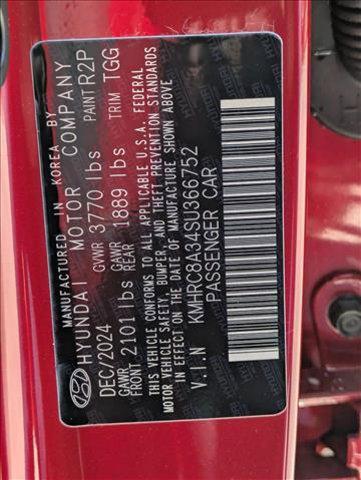 MANUFACTURED IN KOREA BY
HYUNDAI MOTOR COMPANY
DEC/2024 GVWR 3770 lbs PAINT R2P
GAWR FRONT 2101 lbs GAWR REAR 1889 lbs TRIM TGG
THIS VEHICLE CONFORMS TO ALL APPLICABLE U.S.A. FEDERAL
MOTOR VEHICLE SAFETY, BUMPER, AND THEFT PREVENTION STANDARDS
IN EFFECT ON THE DATE OF MANUFACTURE SHOWN ABOVE
V.I.N KMHRC8A34SU366752
PASSENGER CAR